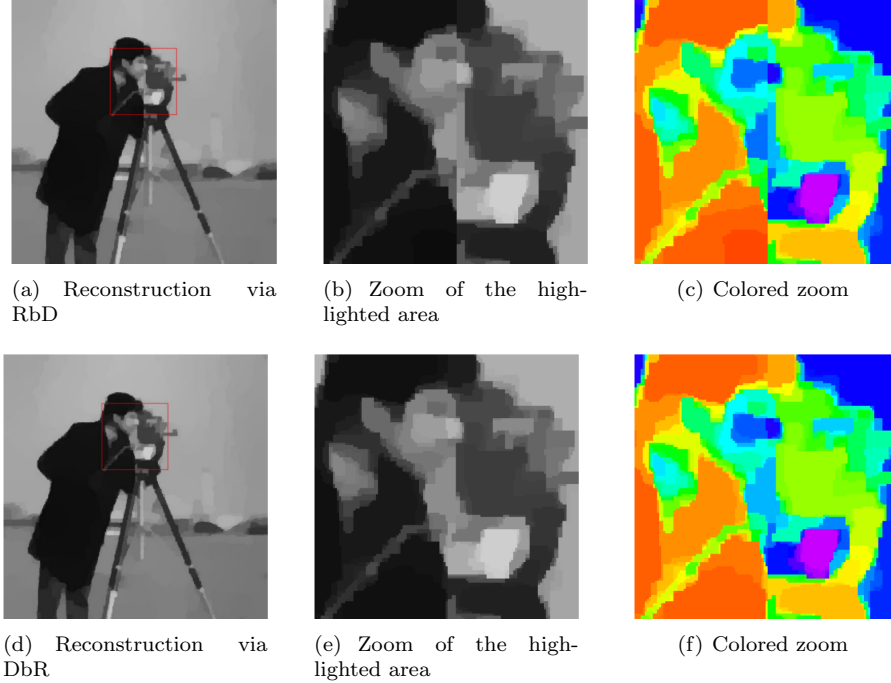 (a) Reconstruction via
RbD
(b) Zoom of the high-
lighted area
(c) Colored zoom
(d) Reconstruction via
DbR
(e) Zoom of the high-
lighted area
(f) Colored zoom